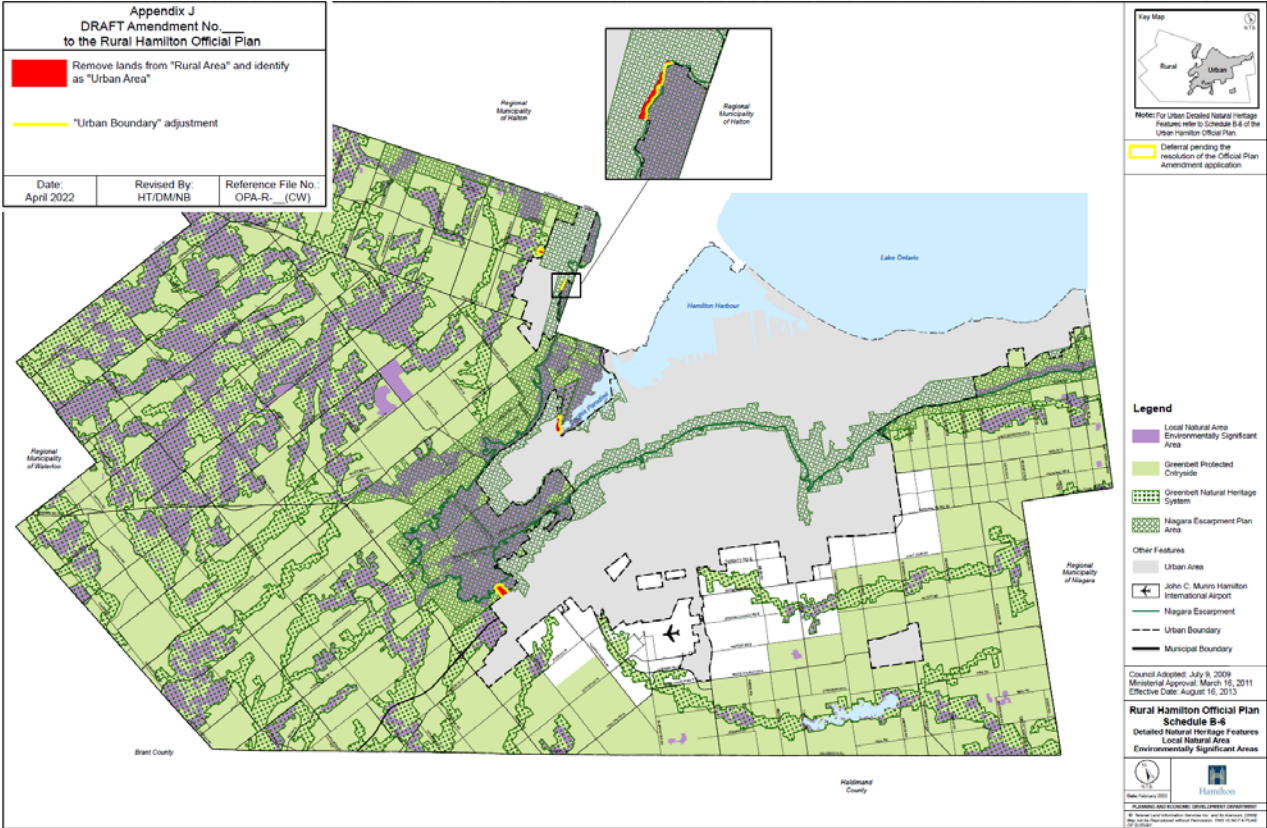 Appendix J
DRAFT Amendment No.___
to the Rural Hamilton Official Plan
Remove lands from "Rural Area" and identify
as "Urban Area"
"Urban Boundary" adjustment
Date:
April 2022
Revised By:
HT/DM/NB
Reference File No.:
OPA-R-__(CW)
Regional
Municipality
of Halton
Regional
Municipality
of Halton
Lake Ontario
Hamilton Harbour
Regional
Municipality
of Waterloo
Regional
Municipality
of Niagara
Brant County
Haldimand
County
Key Map
N.T.S.
Rural
Urban
Note: For Urban Detailed Natural Heritage
Features refer to Schedule B-6 of the
Urban Hamilton Official Plan.
Deferral pending the
resolution of the Official Plan
Amendment application
Legend
Local Natural Area
Environmentally Significant
Area
Greenbelt Protected
Cntryside
Greenbelt Natural Heritage
System
Niagara Escarpment Plan
Area
Other Features
Urban Area
John C. Munro Hamilton
International Airport
Niagara Escarpment
Urban Boundary
Municipal Boundary
Council Adopted: July 9, 2009
Ministerial Approval: March 16, 2011
Effective Date: August 16, 2013
Rural Hamilton Official Plan
Schedule B-6
Detailed Natural Heritage Features
Local Natural Area
Environmentally Significant Areas
N.T.S.
Date: February 2022
Hamilton
PLANNING AND ECONOMIC DEVELOPMENT DEPARTMENT